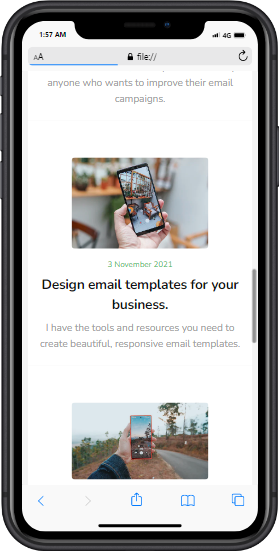 1:57 AM
4G
AA
file://
anyone who wants to improve their email
campaigns.
3 November 2021
Design email templates for your
business.
I have the tools and resources you need to
create beautiful, responsive email templates.